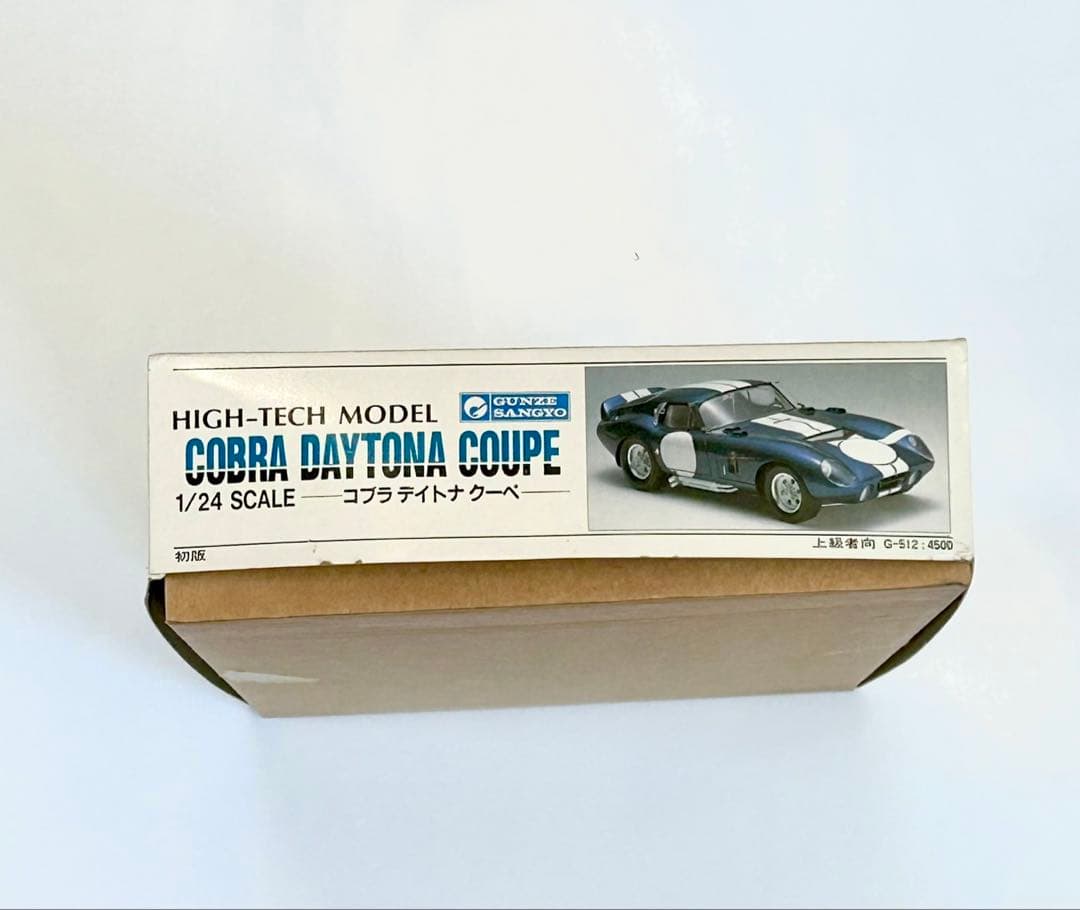 HIGH-TECH MODEL
GUNZE
SANGYO
COBRA DAYTONA COUPE
1/24 SCALE
コブラ デイトナ クーペ
初版
上級者向 G-512:4500